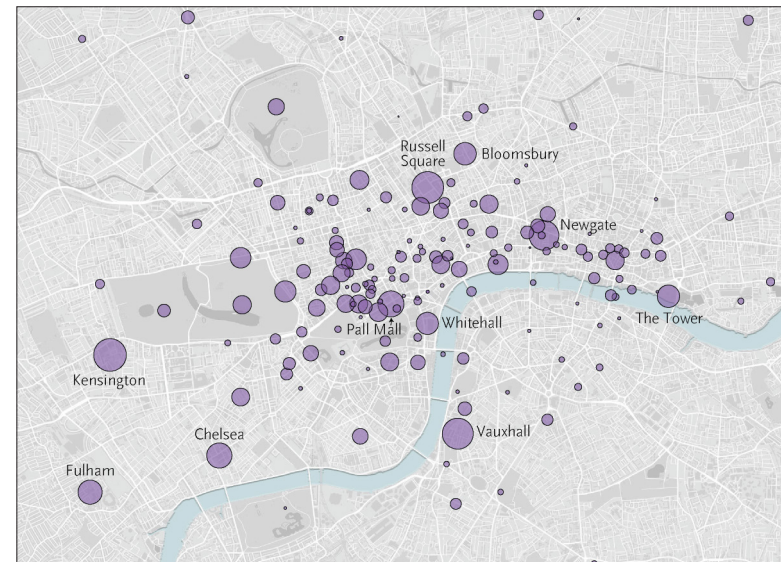 Russell
Square
Bloomsbury
Newgate
The Tower
Whitehall
Pall Mall
Kensington
Chelsea
Vauxhall
Fulham